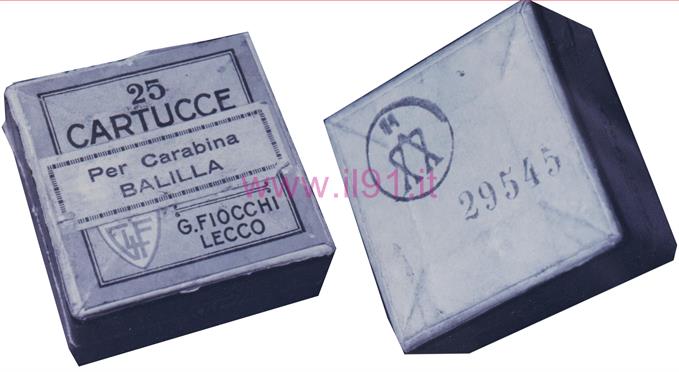 25
CARTUCCE
Per Carabina
BALILLA
G. FIOCCHI
LECCO
29545
www.il91.it